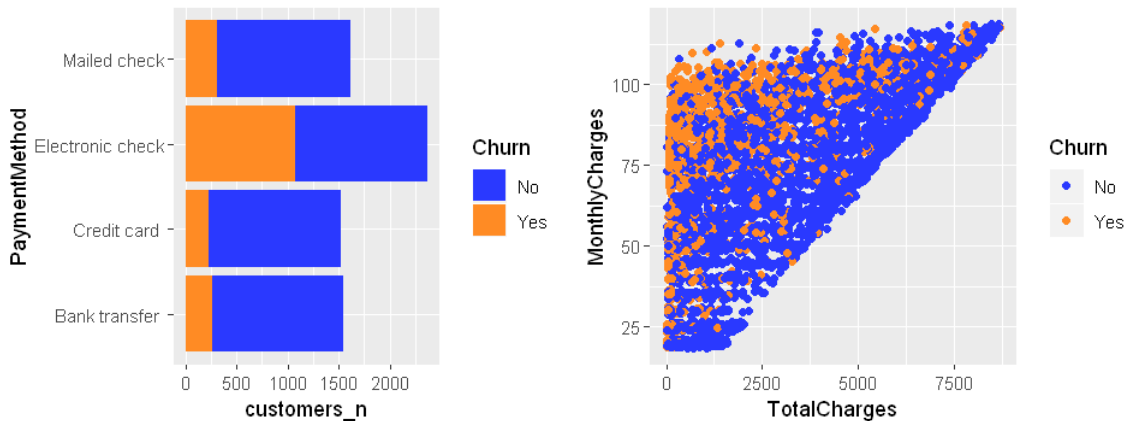 PaymentMethod
Mailed check
Electronic check
Credit card
Bank transfer
0 500 1000 1500 2000
customers_n
Churn
No
Yes
MonthlyCharges
100
75
50
25
0 2500 5000 7500
TotalCharges
Churn
No
Yes